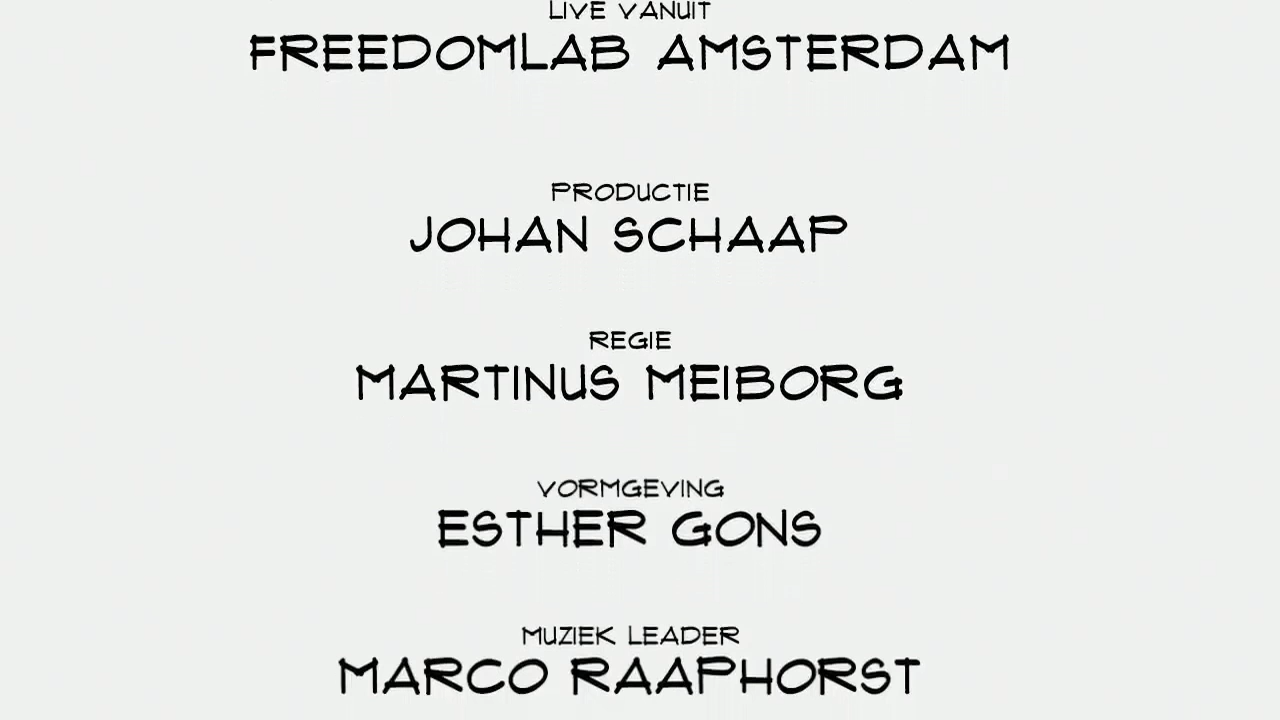 LIVE VANUIT
FREEDOMLAB AMSTERDAM
PRODUCTIE
JOHAN SCHAAP
REGIE
MARTINUS MEIBORG
VORMGEVING
ESTHER GONS
MUZIEK LEADER
MARCO RAAPHORST